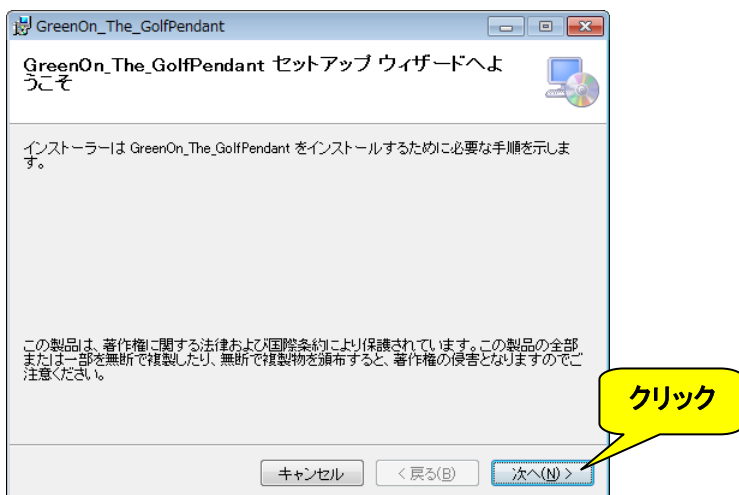 GreenOn_The_GolfPendant
GreenOn_The_GolfPendant セットアップ ウィザードへよ
うこそ
インストーラーは GreenOn_The_GolfPendant をインストールするために必要な手順を示しま
す。
この製品は、著作権に関する法律および国際条約により保護されています。この製品の全部
または一部を無断で複製したり、無断で複製物を頒布すると、著作権の侵害となりますのでご
注意ください。
クリック
キャンセル
< 戻る(B)
次へ(N) >